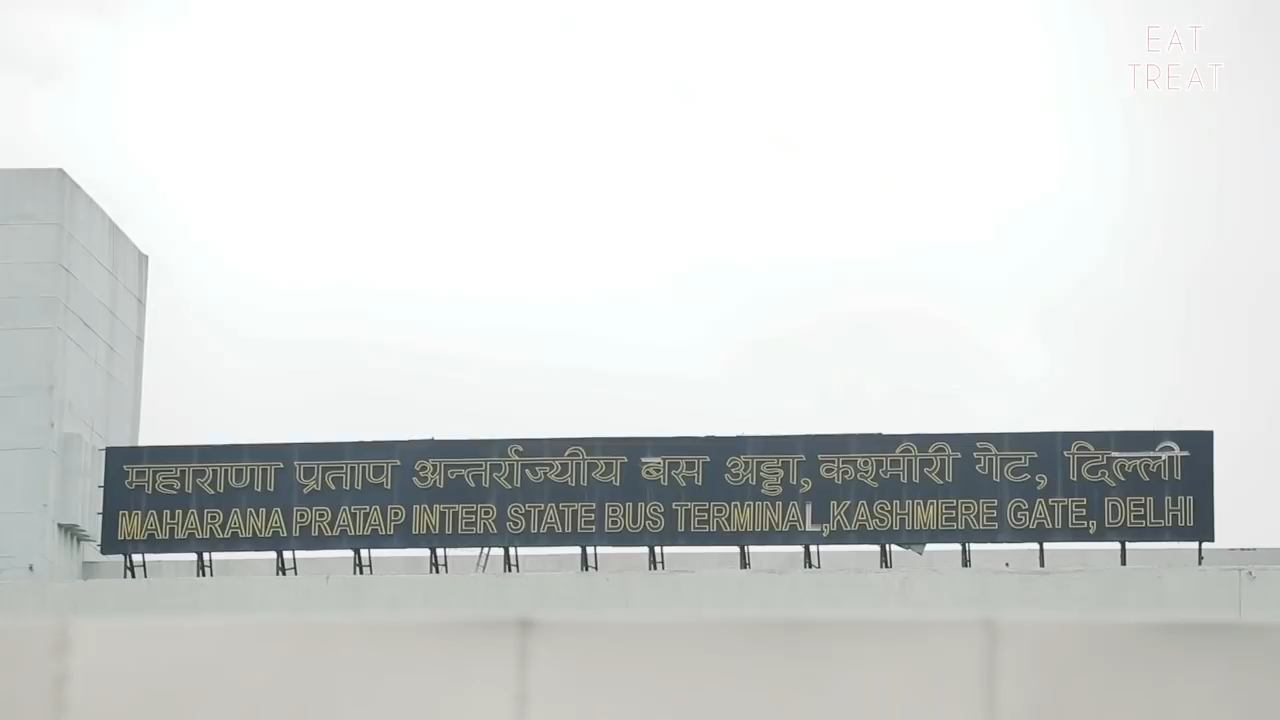 EAT
TREAT
महाराणा प्रताप अन्तर्राज्यीय बस अड्डा, कश्मीरी गेट, दिल्ली
MAHARANA PRATAP INTER STATE BUS TERMINAL, KASHMERE GATE, DELHI